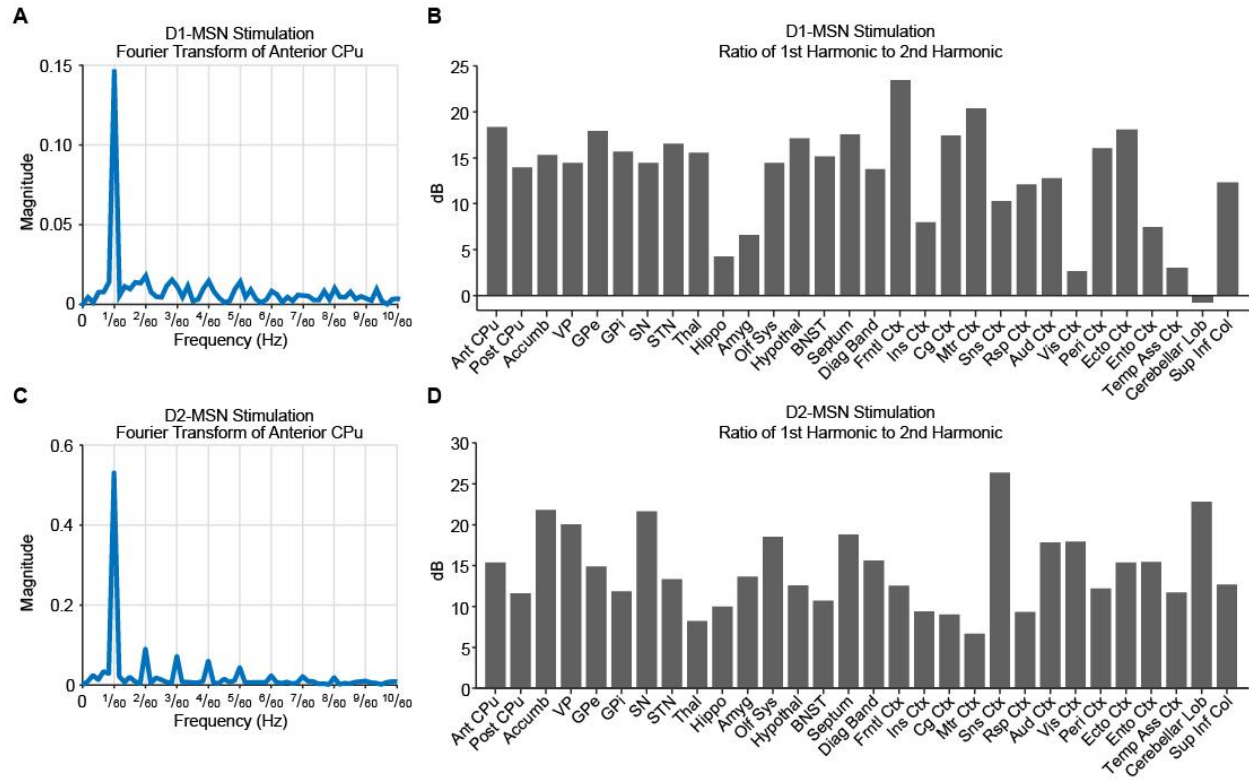 A
D1-MSN Stimulation
Fourier Transform of Anterior CPu
0.15
0.10
0.05
0
Magnitude
0 1/60 2/60 3/60 4/60 5/60 6/60 7/60 8/60 9/60 10/60
Frequency (Hz)
B
D1-MSN Stimulation
Ratio of 1st Harmonic to 2nd Harmonic
25
20
15
10
5
0
dB
Ant CPu
Post CPu
Accumb
VP
GPe
GPi
SN
STN
Thal
Hippo
Amyg
Olf Sys
Hypothal
BNST
Septum
Diag Band
Frntl Ctx
Ins Ctx
Cg Ctx
Mtr Ctx
Sns Ctx
Rsp Ctx
Aud Ctx
Vis Ctx
Peri Ctx
Ecto Ctx
Ento Ctx
Temp Ass Ctx
Cerebellar Lob
Sup Inf Col
C
D2-MSN Stimulation
Fourier Transform of Anterior CPu
0.6
0.4
0.2
0
Magnitude
0 1/60 2/60 3/60 4/60 5/60 6/60 7/60 8/60 9/60 10/60
Frequency (Hz)
D
D2-MSN Stimulation
Ratio of 1st Harmonic to 2nd Harmonic
30
25
20
15
10
5
0
dB
Ant CPu
Post CPu
Accumb
VP
GPe
GPi
SN
STN
Thal
Hippo
Amyg
Olf Sys
Hypothal
BNST
Septum
Diag Band
Frntl Ctx
Ins Ctx
Cg Ctx
Mtr Ctx
Sns Ctx
Rsp Ctx
Aud Ctx
Vis Ctx
Peri Ctx
Ecto Ctx
Ento Ctx
Temp Ass Ctx
Cerebellar Lob
Sup Inf Col